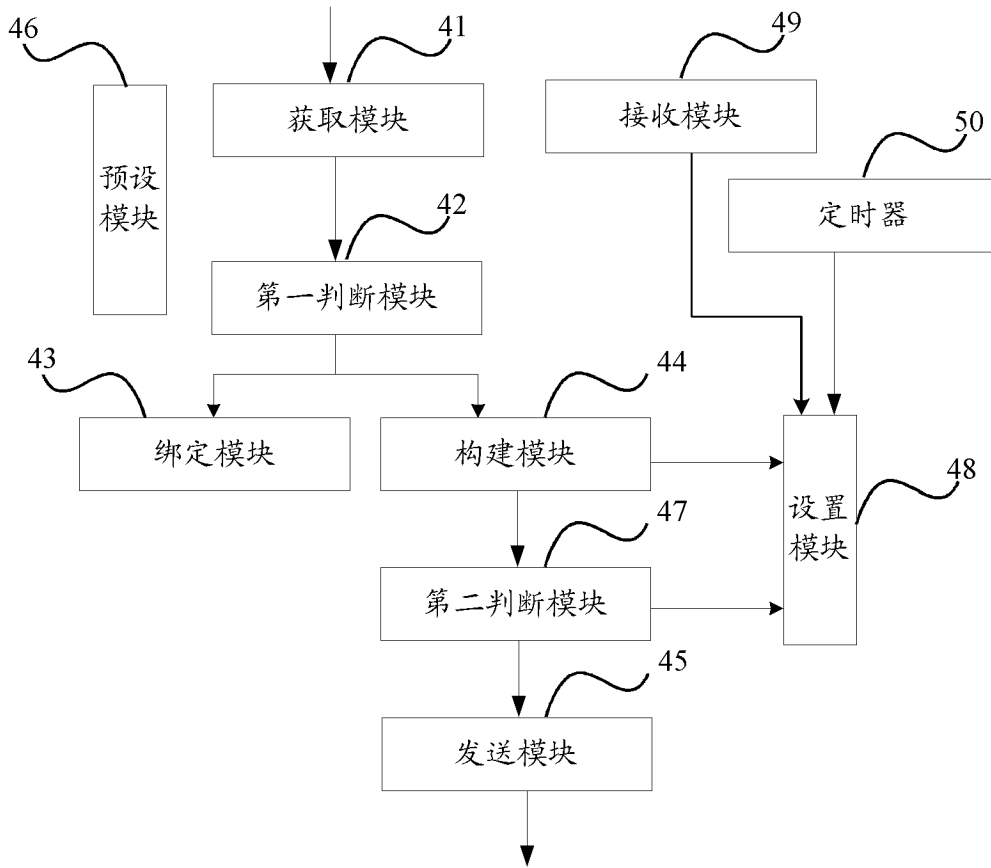 46
41
49
获取模块
接收模块
50
预设
模块
定时器
42
第一判断模块
43
44
绑定模块
构建模块
48
设置
模块
47
第二判断模块
45
发送模块